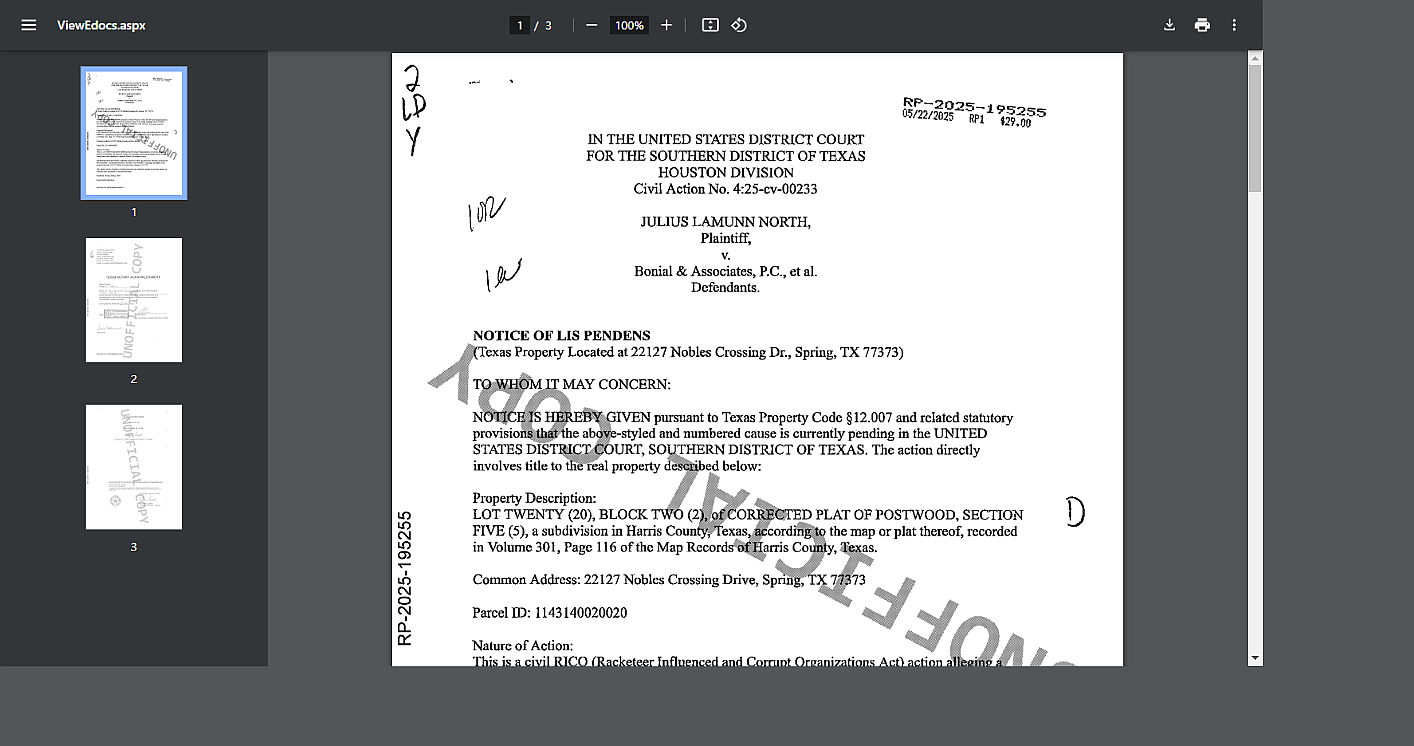 ViewEdocs.aspx
1 / 3
100%
1
2
3
2
LD
Y
RP-2025-195255
05/22/2025 RP1 $29.00
IN THE UNITED STATES DISTRICT COURT
FOR THE SOUTHERN DISTRICT OF TEXAS
HOUSTON DIVISION
Civil Action No. 4:25-cv-00233
JULIUS LAMUNN NORTH,
Plaintiff,
v.
Bonial & Associates, P.C., et al.
Defendants.
NOTICE OF LIS PENDENS
(Texas Property Located at 22127 Nobles Crossing Dr., Spring, TX 77373)
TO WHOM IT MAY CONCERN:
NOTICE IS HEREBY GIVEN pursuant to Texas Property Code §12.007 and related statutory
provisions that the above-styled and numbered cause is currently pending in the UNITED
STATES DISTRICT COURT, SOUTHERN DISTRICT OF TEXAS. The action directly
involves title to the real property described below:
Property Description:
LOT TWENTY (20), BLOCK TWO (2), of CORRECTED PLAT OF POSTWOOD, SECTION
FIVE (5), a subdivision in Harris County, Texas, according to the map or plat thereof, recorded
in Volume 301, Page 116 of the Map Records of Harris County, Texas.
D
Common Address: 22127 Nobles Crossing Drive, Spring, TX 77373
Parcel ID: 1143140020020
Nature of Action:
This is a civil RICO (Racketeer Influenced and Corrupt Organizations Act) action alleging a
RP-2025-195255
UNOFFICIAL COPY